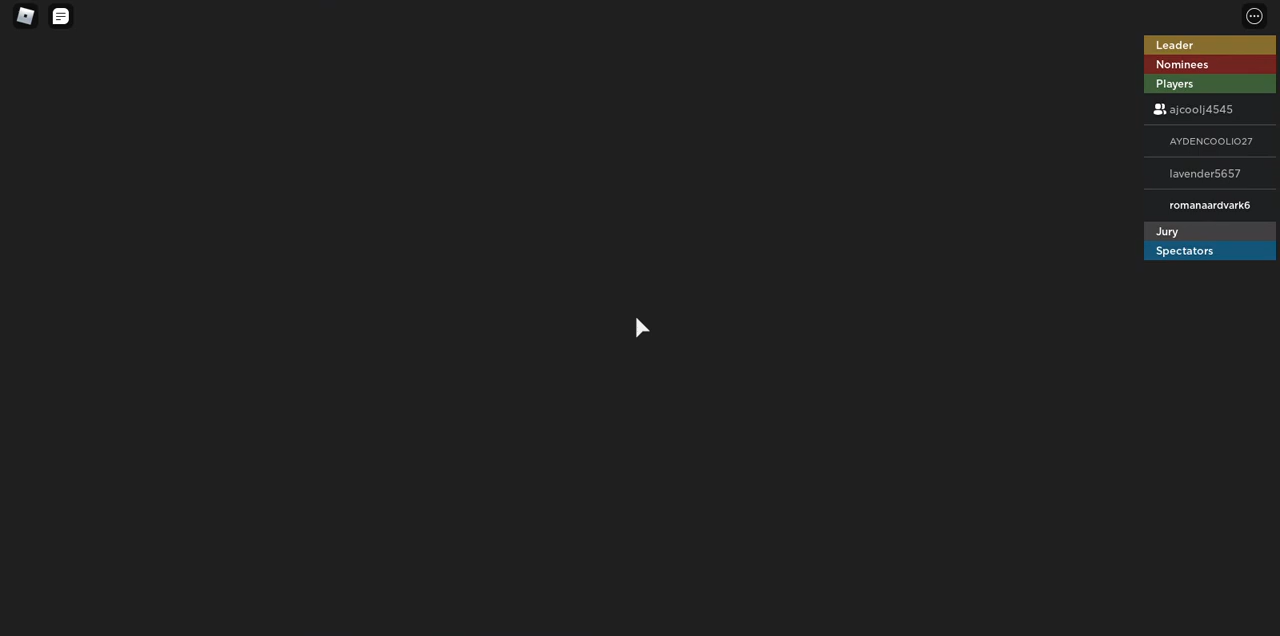 Leader
Nominees
Players
ajcoolj4545
AYDENCOOLIO27
lavender5657
romanaardvark6
Jury
Spectators